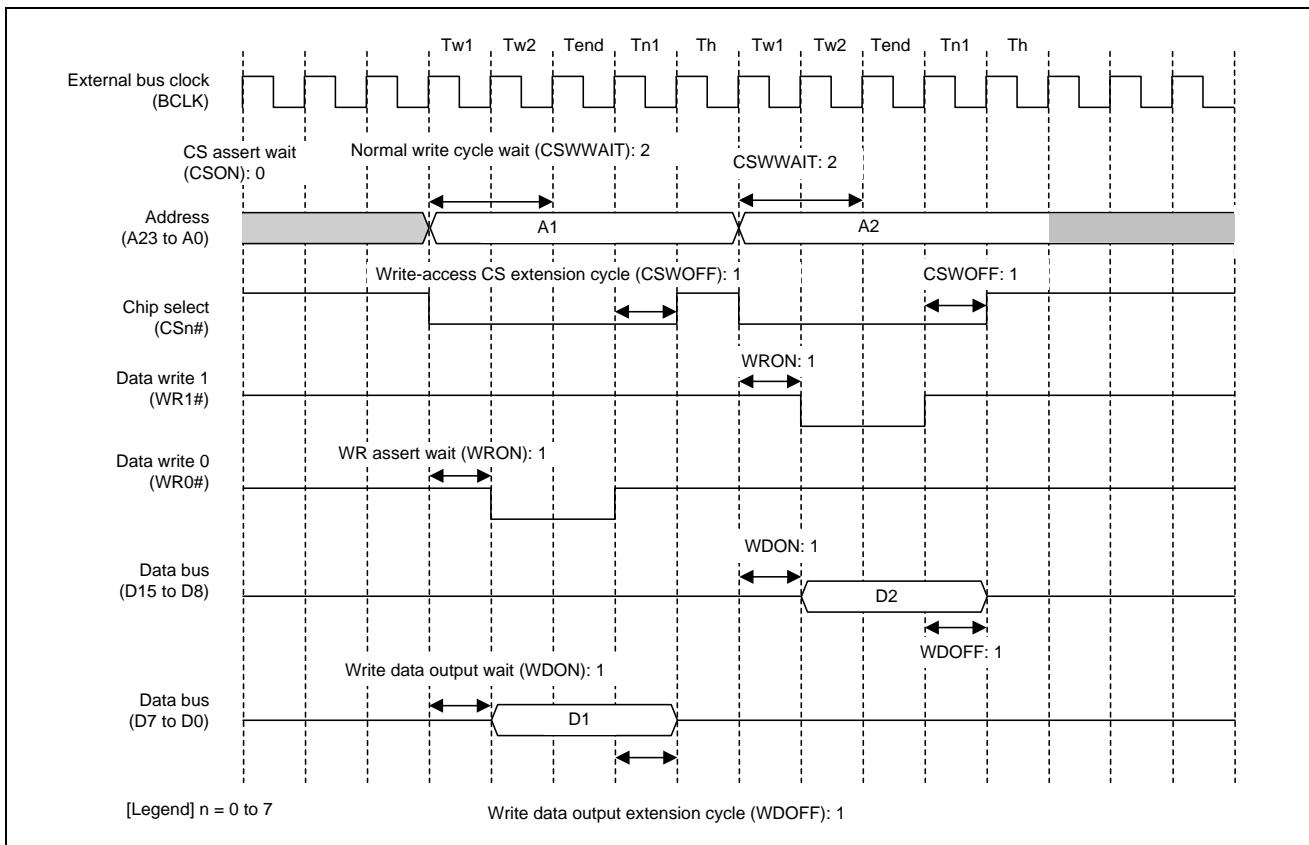 Tw1 Tw2 Tend Tn1 Th Tw1 Tw2 Tend Tn1 Th
External bus clock
(BCLK)
CS assert wait
(CSON): 0
Normal write cycle wait (CSWWAIT): 2
CSWWAIT: 2
Address
(A23 to A0)
A1
A2
Write-access CS extension cycle (CSWOFF): 1
CSWOFF: 1
Chip select
(CSn#)
WRON: 1
Data write 1
(WR1#)
WR assert wait (WRON): 1
Data write 0
(WR0#)
WDON: 1
Data bus
(D15 to D8)
D2
WDOFF: 1
Write data output wait (WDON): 1
Data bus
(D7 to D0)
D1
[Legend] n = 0 to 7
Write data output extension cycle (WDOFF): 1